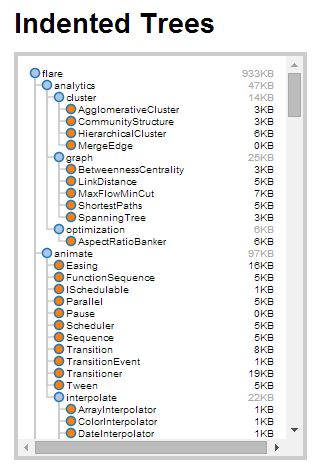 Indented Trees
flare 933KB
analytics 47KB
cluster 14KB
AgglomerativeCluster 3KB
CommunityStructure 3KB
HierarchicalCluster 6KB
MergeEdge 0KB
graph 25KB
BetweennessCentrality 3KB
LinkDistance 5KB
MaxFlowMinCut 7KB
ShortestPaths 5KB
SpanningTree 3KB
optimization 6KB
AspectRatioBanker 6KB
animate 97KB
Easing 16KB
FunctionSequence 5KB
ISchedulable 1KB
Parallel 5KB
Pause 0KB
Scheduler 5KB
Sequence 5KB
Transition 8KB
TransitionEvent 1KB
Transitioner 19KB
Tween 5KB
interpolate 22KB
ArrayInterpolator 1KB
ColorInterpolator 1KB
DateInterpolator 1KB